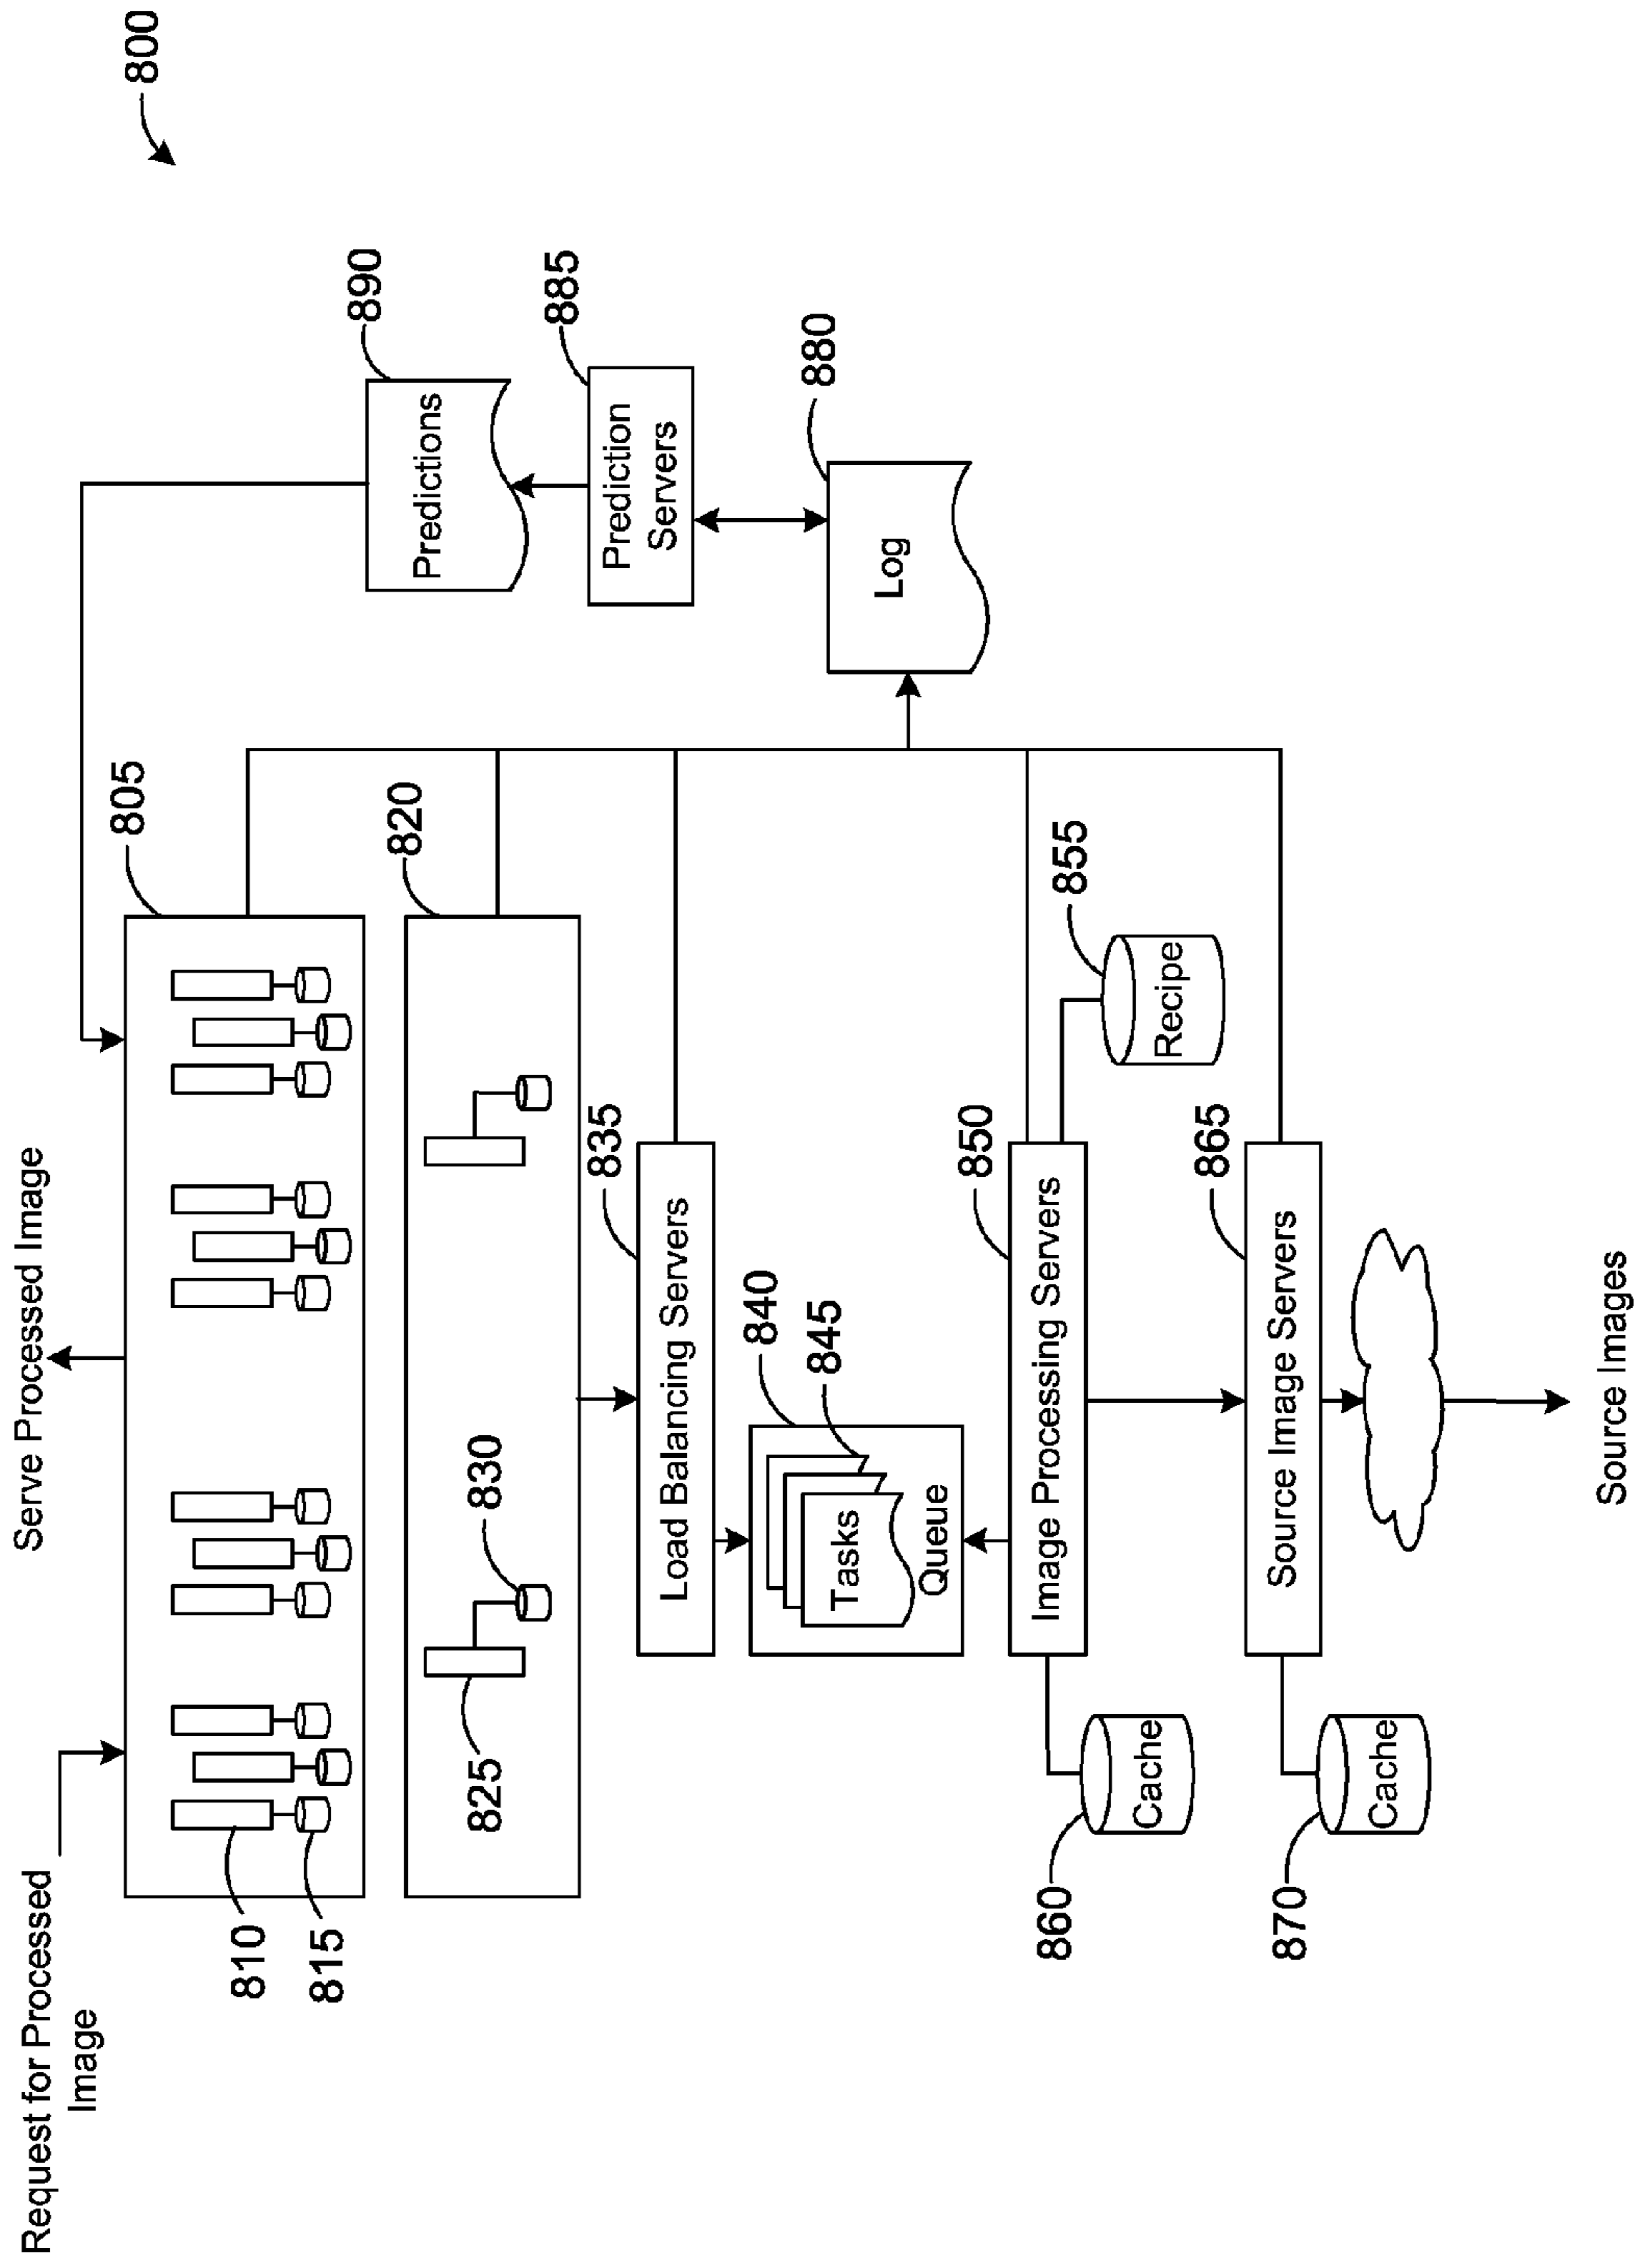 800
Request for Processed
Image
Serve Processed Image
805
810
815
820
825
830
835
Load Balancing Servers
840
845
Tasks
Queue
850
Image Processing Servers
855
Recipe
860
Cache
865
Source Image Servers
870
Cache
Source Images
890
Predictions
885
Prediction
Servers
880
Log